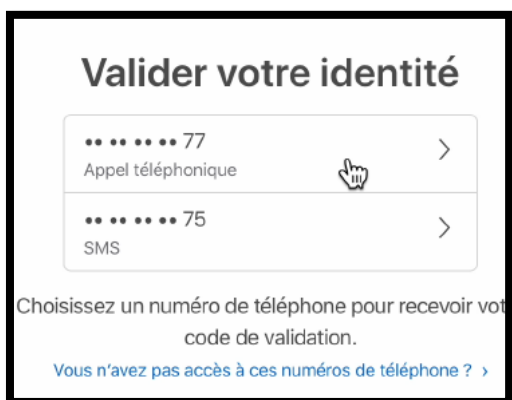 Valider votre identité
•• •• •• •• 77
Appel téléphonique
•• •• •• •• 75
SMS
Choisissez un numéro de téléphone pour recevoir vot
code de validation.
Vous n'avez pas accès à ces numéros de téléphone ? ›